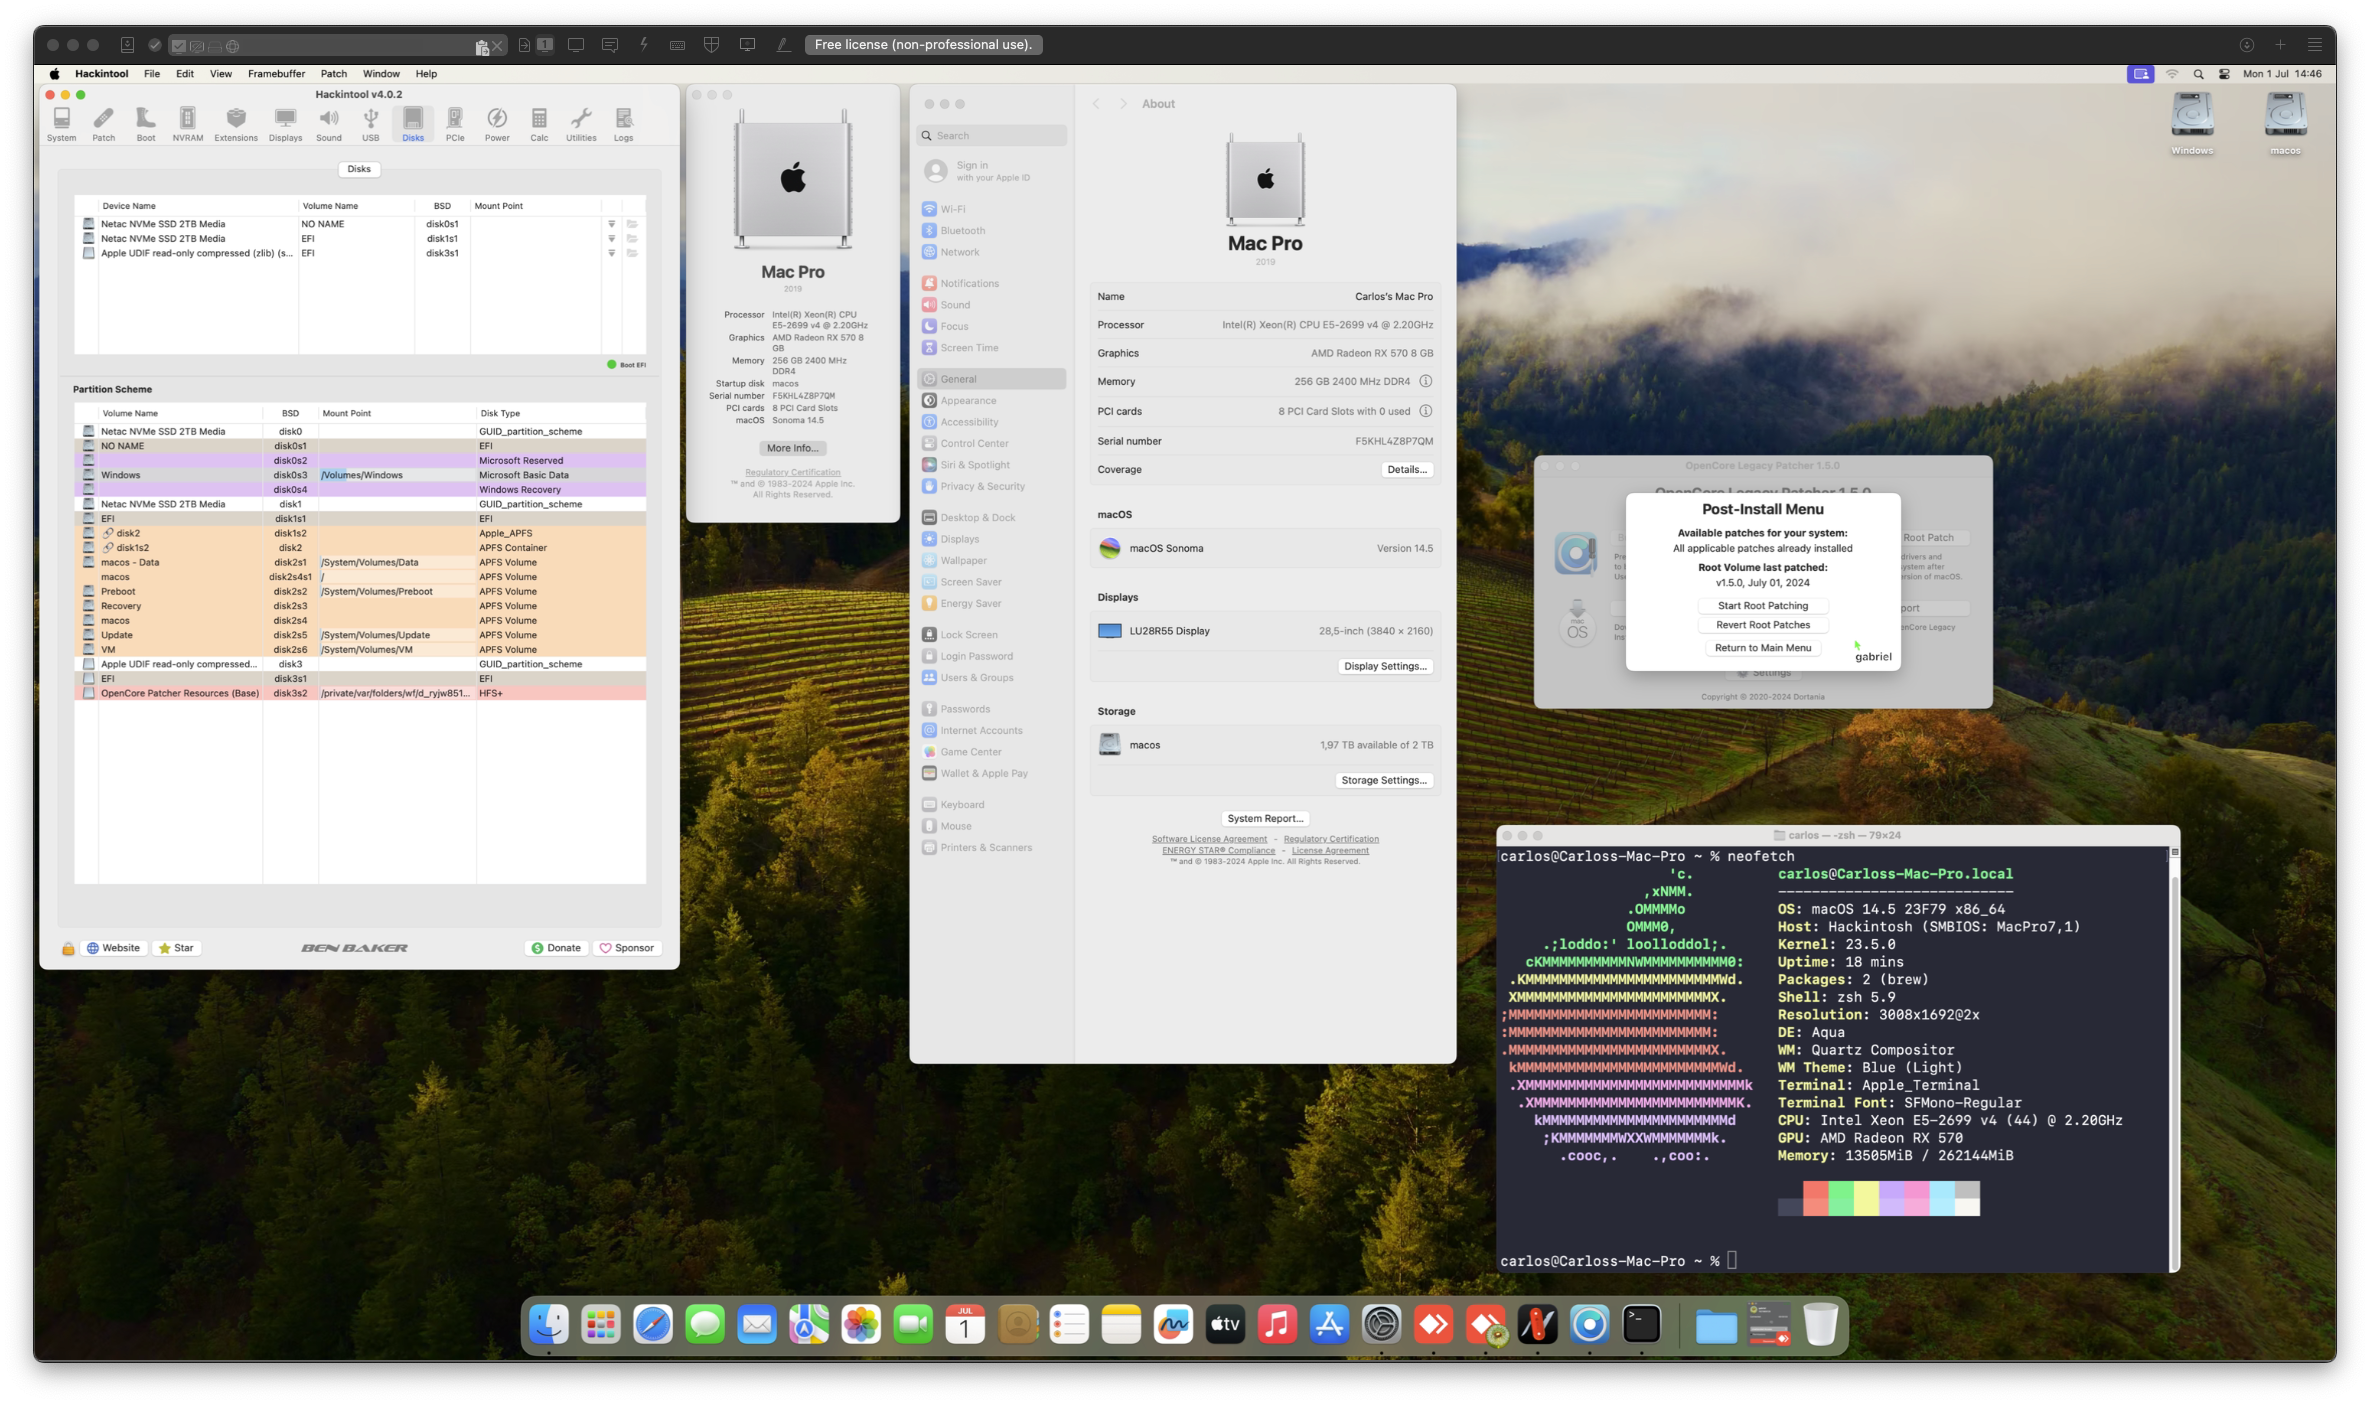 Free license (non-professional use).
Hackintool File Edit View Framebuffer Patch Window Help
Mon 1 Jul 14:46
Hackintool v4.0.2
System Patch Boot NVRAM Extensions Displays Sound USB Disks PCIe Power Calc Utilities Logs
Disks
Device Name Volume Name BSD Mount Point
Netac NVMe SSD 2TB Media NO NAME disk0s1
Netac NVMe SSD 2TB Media EFI disk1s1
Apple UDIF read-only compressed (zlib) (s... EFI disk3s1
Boot EFI
Partition Scheme
Volume Name BSD Mount Point Disk Type
Netac NVMe SSD 2TB Media disk0 GUID_partition_scheme
NO NAME disk0s1 EFI
disk0s2 Microsoft Reserved
Windows disk0s3 /Volumes/Windows Microsoft Basic Data
disk0s4 Windows Recovery
Netac NVMe SSD 2TB Media disk1 GUID_partition_scheme
EFI disk1s1 EFI
disk2 disk1s2 Apple_APFS
disk1s2 disk2 APFS Container
macos - Data disk2s1 /System/Volumes/Data APFS Volume
macos disk2s4s1 / APFS Volume
Preboot disk2s2 /System/Volumes/Preboot APFS Volume
Recovery disk2s3 APFS Volume
macos disk2s4 APFS Volume
Update disk2s5 /System/Volumes/Update APFS Volume
VM disk2s6 /System/Volumes/VM APFS Volume
Apple UDIF read-only compressed... disk3 GUID_partition_scheme
EFI disk3s1 EFI
OpenCore Patcher Resources (Base) disk3s2 /private/var/folders/wf/d_ryjw851... HFS+
Website Star BEN BAKER Donate Sponsor
Mac Pro
2019
Processor Intel(R) Xeon(R) CPU
E5-2699 v4 @ 2.20GHz
Graphics AMD Radeon RX 570 8
GB
Memory 256 GB 2400 MHz
DDR4
Startup disk macos
Serial number F5KHL4Z8P7QM
PCI cards 8 PCI Card Slots
macOS Sonoma 14.5
More Info...
Regulatory Certification
™ and © 1983-2024 Apple Inc.
All Rights Reserved.
Search
Sign in
with your Apple ID
Wi-Fi
Bluetooth
Network
Notifications
Sound
Focus
Screen Time
General
Appearance
Accessibility
Control Center
Siri & Spotlight
Privacy & Security
Desktop & Dock
Displays
Wallpaper
Screen Saver
Energy Saver
Lock Screen
Login Password
Users & Groups
Passwords
Internet Accounts
Game Center
Wallet & Apple Pay
Keyboard
Mouse
Printers & Scanners
About
Mac Pro
2019
Name Carlos's Mac Pro
Processor Intel(R) Xeon(R) CPU E5-2699 v4 @ 2.20GHz
Graphics AMD Radeon RX 570 8 GB
Memory 256 GB 2400 MHz DDR4
PCI cards 8 PCI Card Slots with 0 used
Serial number F5KHL4Z8P7QM
Coverage Details...
macOS
macOS Sonoma Version 14.5
Displays
LU28R55 Display 28,5-inch (3840 × 2160)
Display Settings...
Storage
macos 1,97 TB available of 2 TB
Storage Settings...
System Report...
Software License Agreement - Regulatory Certification
ENERGY STAR® Compliance - License Agreement
™ and © 1983-2024 Apple Inc. All Rights Reserved.
Windows macos
OpenCore Legacy Patcher 1.5.0
Post-Install Menu
Available patches for your system:
All applicable patches already installed
Root Volume last patched:
v1.5.0, July 01, 2024
Start Root Patching
Revert Root Patches
Return to Main Menu
gabriel
Root Patch
Settings
Copyright © 2020-2024 Dortania
carlos — -zsh — 79×24
carlos@Carloss-Mac-Pro ~ % neofetch
'c. carlos@Carloss-Mac-Pro.local
,xNMM. ---------------------------
.OMMMMo OS: macOS 14.5 23F79 x86_64
OMMM0, Host: Hackintosh (SMBIOS: MacPro7,1)
.;loddo:' loolloddol;. Kernel: 23.5.0
cKMMMMMMMMMMNWMMMMMMMMMM0: Uptime: 18 mins
.KMMMMMMMMMMMMMMMMMMMMMMMWd. Packages: 2 (brew)
XMMMMMMMMMMMMMMMMMMMMMMMX. Shell: zsh 5.9
;MMMMMMMMMMMMMMMMMMMMMMMM: Resolution: 3008x1692@2x
:MMMMMMMMMMMMMMMMMMMMMMMM: DE: Aqua
.MMMMMMMMMMMMMMMMMMMMMMMMX. WM: Quartz Compositor
kMMMMMMMMMMMMMMMMMMMMMMMMWd. WM Theme: Blue (Light)
.XMMMMMMMMMMMMMMMMMMMMMMMMMMk Terminal: Apple_Terminal
.XMMMMMMMMMMMMMMMMMMMMMMMMK. Terminal Font: SFMono-Regular
kMMMMMMMMMMMMMMMMMMMMMMd CPU: Intel Xeon E5-2699 v4 (44) @ 2.20GHz
;KMMMMMMMWXXWMMMMMMMk. GPU: AMD Radeon RX 570
.cooc,. .,coo:. Memory: 13505MiB / 262144MiB
carlos@Carloss-Mac-Pro ~ %
JUL
1
tv